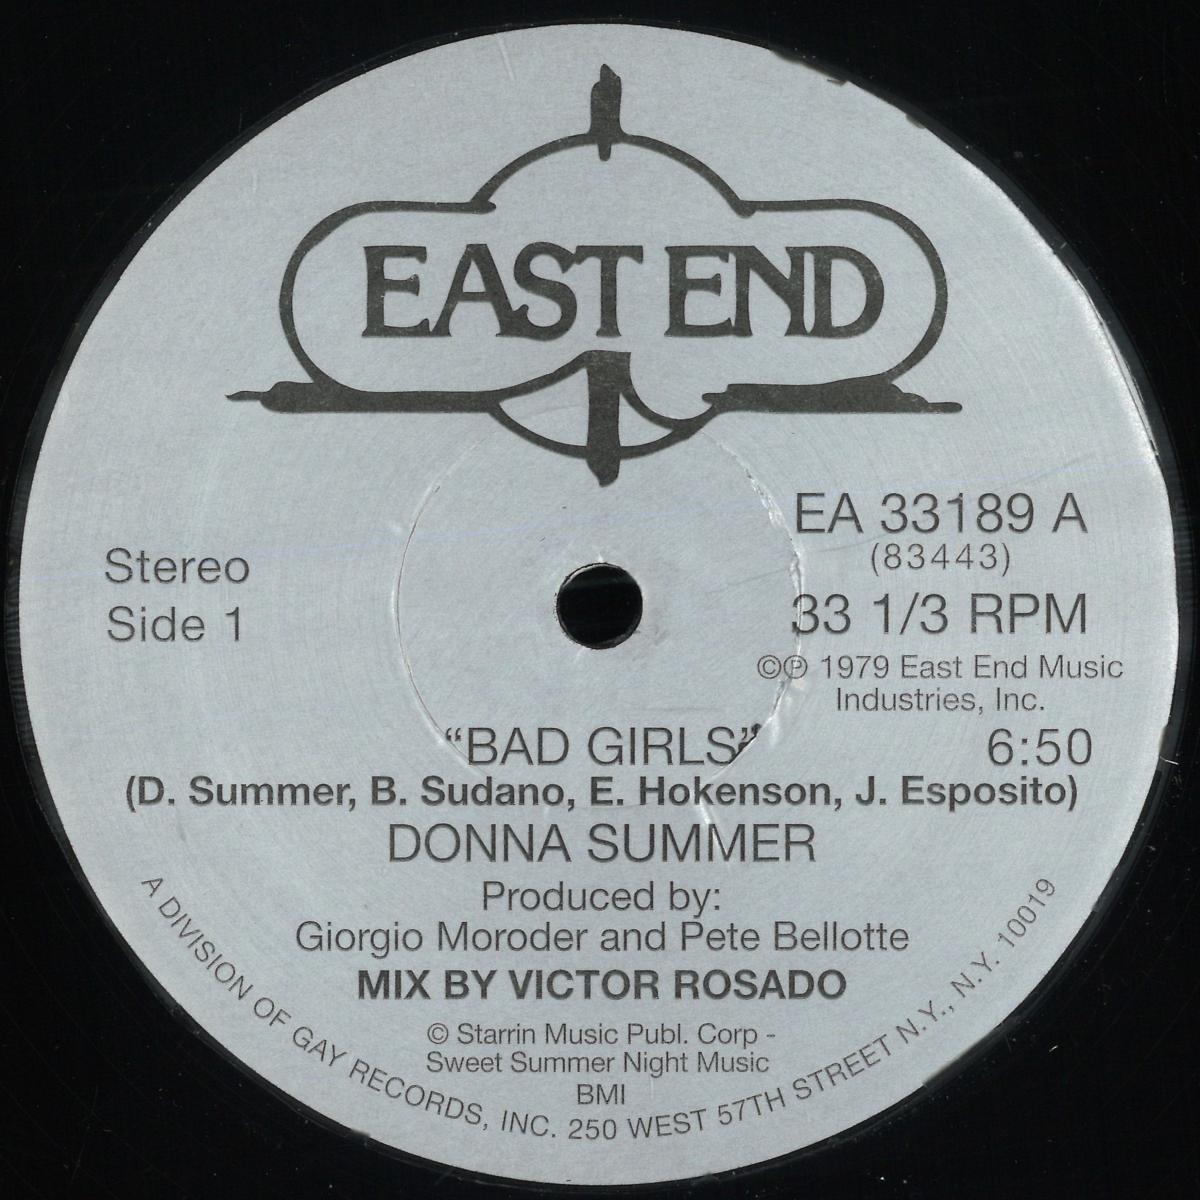 EAST END
EA 33189 A
(83443)
Stereo
Side 1
33 1/3 RPM
©℗ 1979 East End Music
Industries, Inc.
“BAD GIRLS” 6:50
(D. Summer, B. Sudano, E. Hokenson, J. Esposito)
DONNA SUMMER
Produced by:
Giorgio Moroder and Pete Bellotte
MIX BY VICTOR ROSADO
© Starrin Music Publ. Corp -
Sweet Summer Night Music
BMI
A DIVISION OF GAY RECORDS, INC. 250 WEST 57TH STREET N.Y., N.Y. 10019